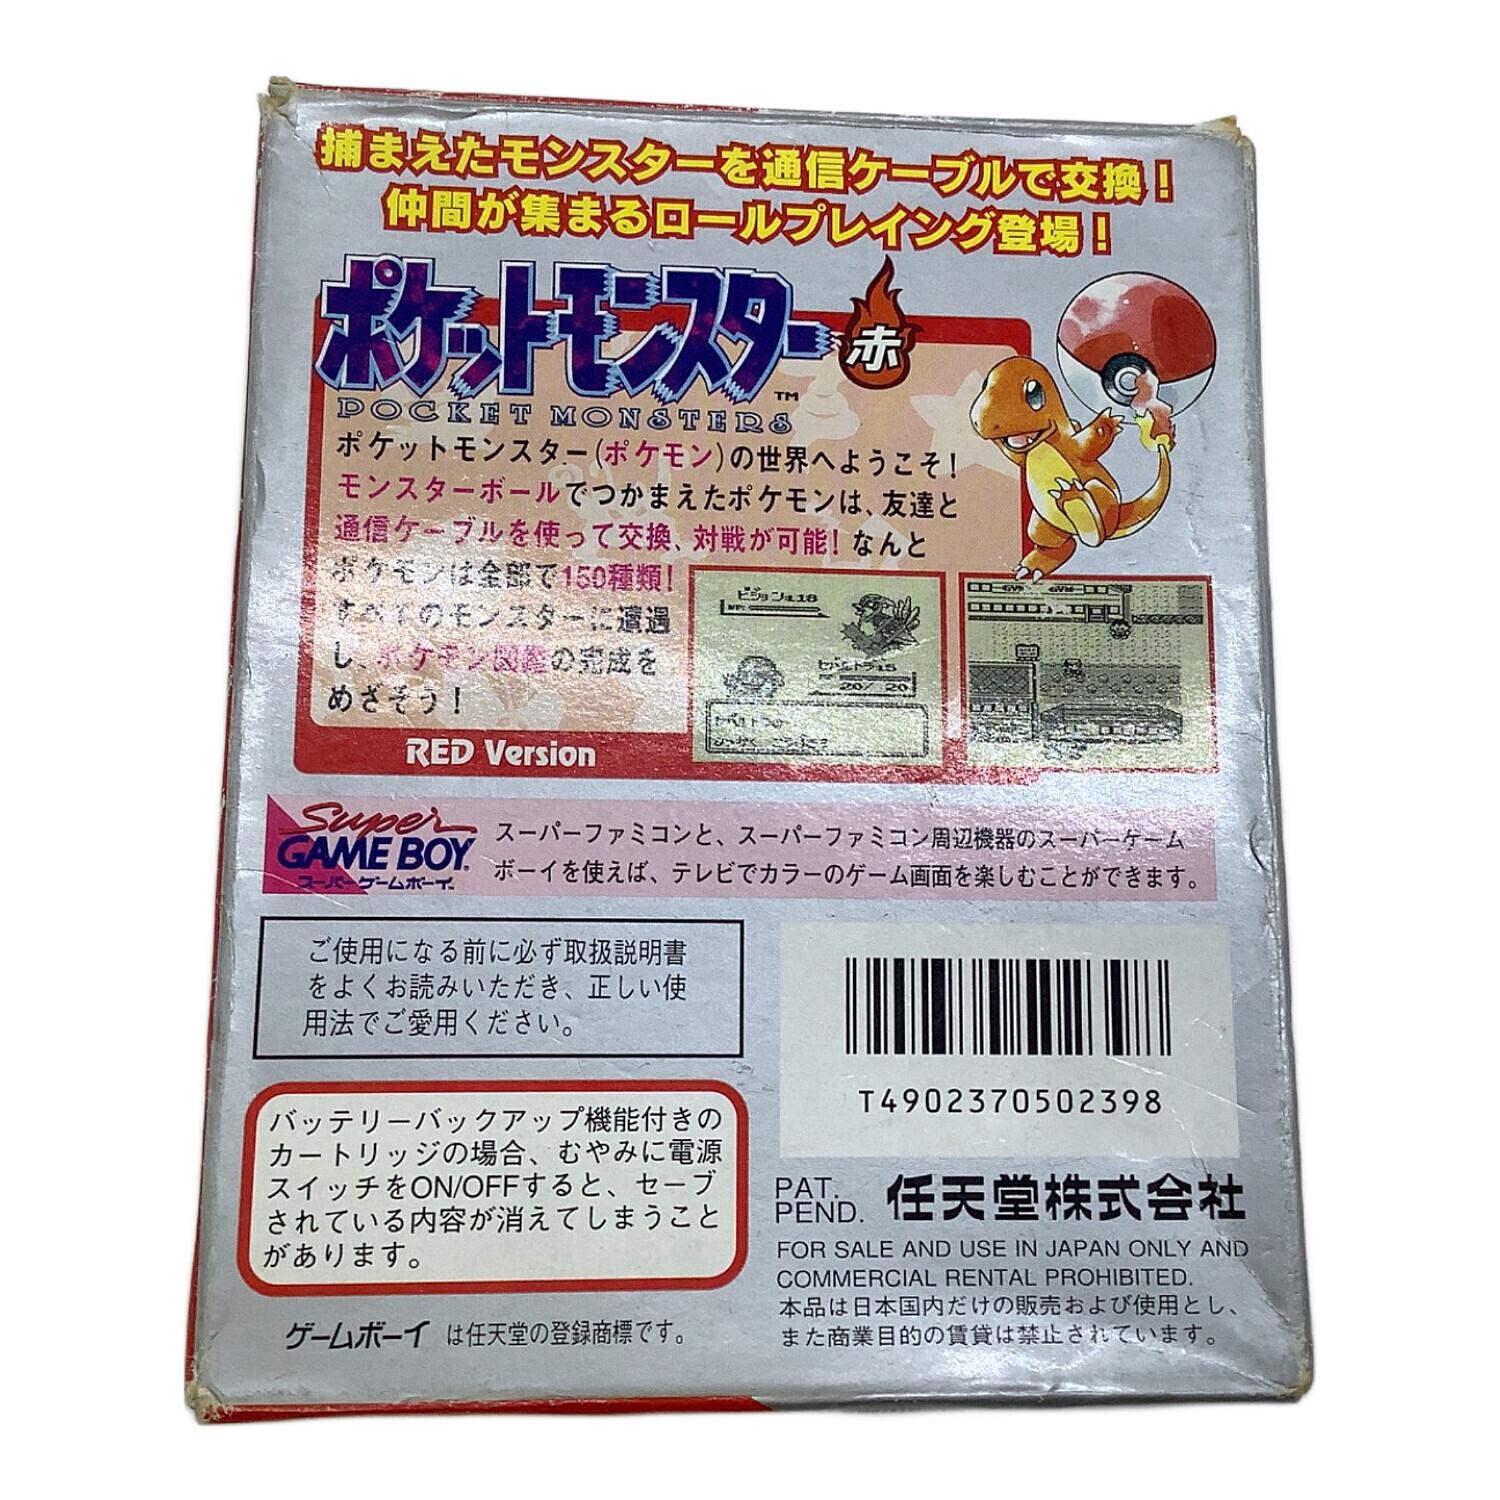 捕まえたモンスターを通信ケーブルで交換！
仲間が集まるロールプレイング登場！
ポケットモンスター 赤
TM
POCKET MONSTERS
ポケットモンスター(ポケモン)の世界へようこそ！
モンスターボールでつかまえたポケモンは、友達と
通信ケーブルを使って交換、対戦が可能！なんと
ポケモンは全部で150種類！
すべてのモンスターに遭遇
し、ポケモン図鑑の完成を
めざそう！
RED Version
ピジョン :L18
HP:
ヒバルトラ :L5
20/ 20
GYM GYM
Super
GAME BOY
スーパーゲームボーイ™
スーパーファミコンと、スーパーファミコン周辺機器のスーパーゲーム
ボーイを使えば、テレビでカラーのゲーム画面を楽しむことができます。
ご使用になる前に必ず取扱説明書
をよくお読みいただき、正しい使
用法でご愛用ください。
T4902370502398
バッテリーバックアップ機能付きの
カートリッジの場合、むやみに電源
スイッチをON/OFFすると、セーブ
されている内容が消えてしまうこと
があります。
PAT.
PEND. 任天堂株式会社
FOR SALE AND USE IN JAPAN ONLY AND
COMMERCIAL RENTAL PROHIBITED.
本品は日本国内だけの販売および使用とし、
また商業目的の賃貸は禁止されています。
ゲームボーイ は任天堂の登録商標です。